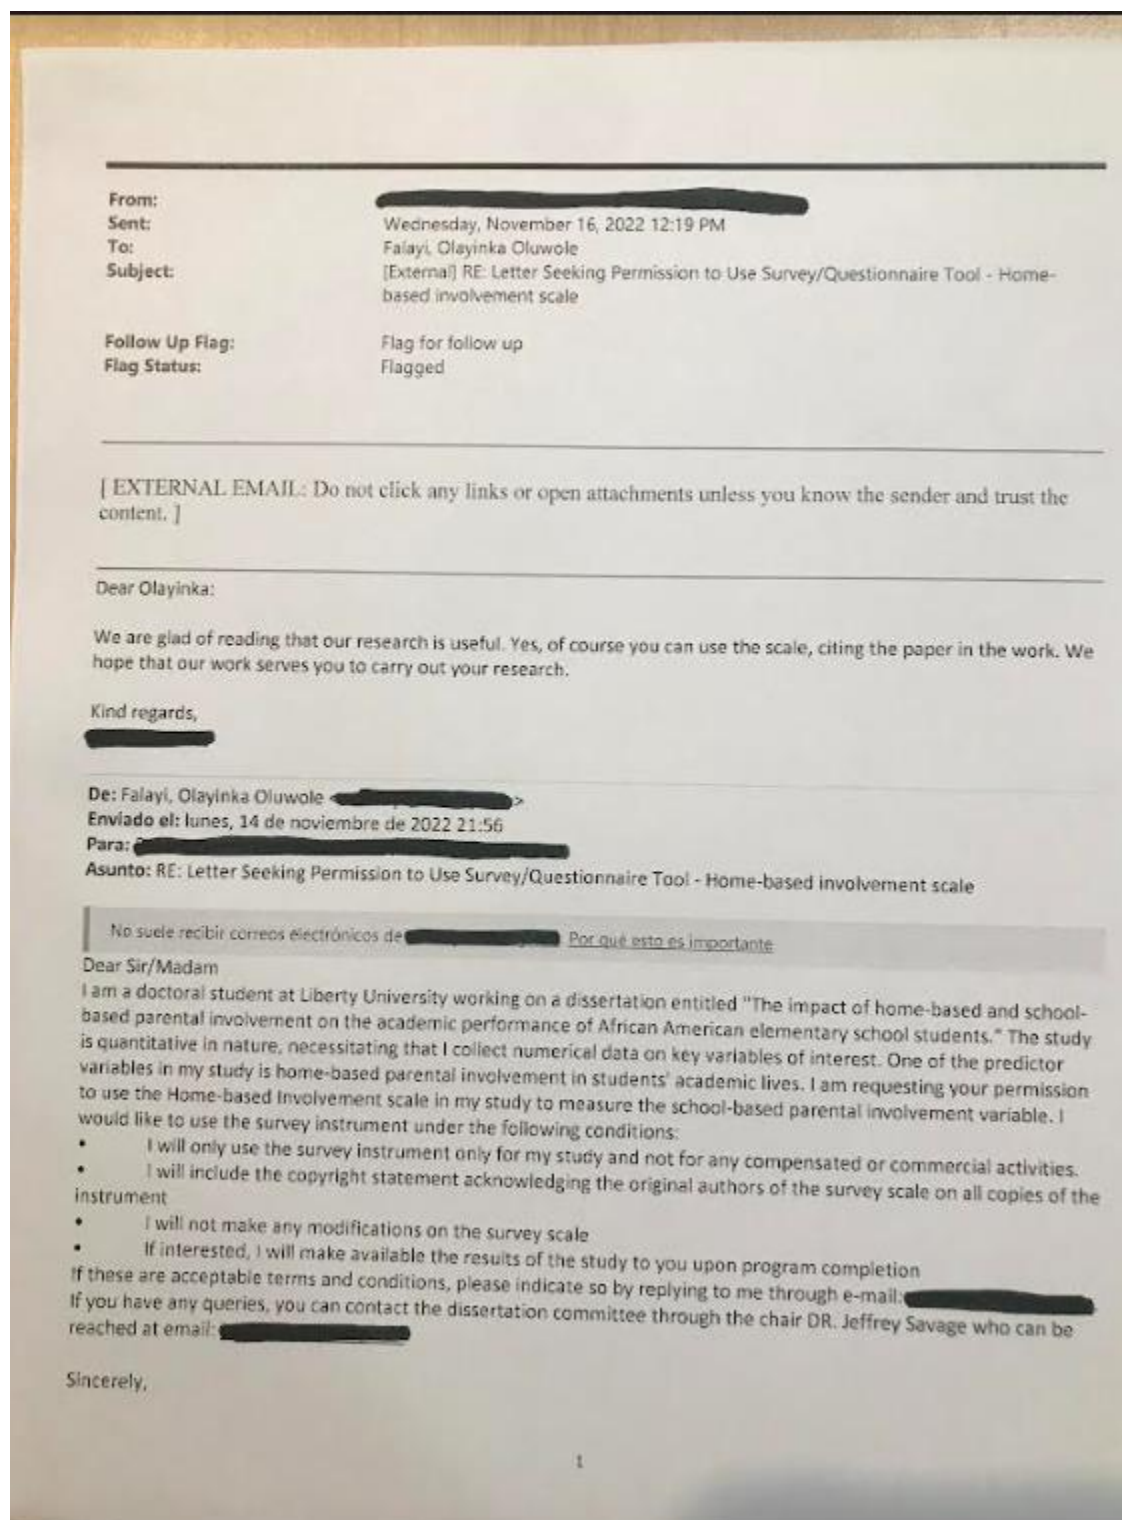 From:
Sent: Wednesday, November 16, 2022 12:19 PM
To: Falayi, Olayinka Oluwole
Subject: [External] RE: Letter Seeking Permission to Use Survey/Questionnaire Tool - Home-
based involvement scale
Follow Up Flag: Flag for follow up
Flag Status: Flagged
[ EXTERNAL EMAIL: Do not click any links or open attachments unless you know the sender and trust the
content. ]
Dear Olayinka:
We are glad of reading that our research is useful. Yes, of course you can use the scale, citing the paper in the work. We
hope that our work serves you to carry out your research.
Kind regards,
De: Falayi, Olayinka Oluwole < >
Enviado el: lunes, 14 de noviembre de 2022 21:56
Para:
Asunto: RE: Letter Seeking Permission to Use Survey/Questionnaire Tool - Home-based involvement scale
No suele recibir correos electrónicos de Por qué esto es importante
Dear Sir/Madam
I am a doctoral student at Liberty University working on a dissertation entitled "The impact of home-based and school-
based parental involvement on the academic performance of African American elementary school students." The study
is quantitative in nature, necessitating that I collect numerical data on key variables of interest. One of the predictor
variables in my study is home-based parental involvement in students' academic lives. I am requesting your permission
to use the Home-based Involvement scale in my study to measure the school-based parental involvement variable. I
would like to use the survey instrument under the following conditions:
• I will only use the survey instrument only for my study and not for any compensated or commercial activities.
• I will include the copyright statement acknowledging the original authors of the survey scale on all copies of the
instrument
• I will not make any modifications on the survey scale
• If interested, I will make available the results of the study to you upon program completion
If these are acceptable terms and conditions, please indicate so by replying to me through e-mail:
If you have any queries, you can contact the dissertation committee through the chair DR. Jeffrey Savage who can be
reached at email:
Sincerely,
1